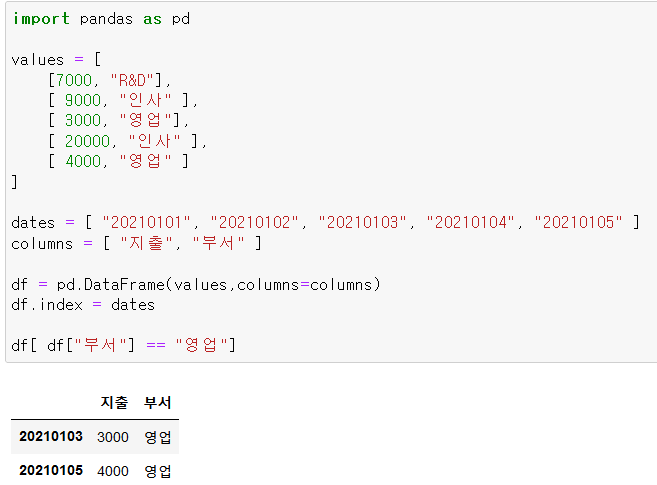 import pandas as pd
values = [
[7000, "R&D"],
[ 9000, "인사" ],
[ 3000, "영업"],
[ 20000, "인사" ],
[ 4000, "영업" ]
]
dates = [ "20210101", "20210102", "20210103", "20210104", "20210105" ]
columns = [ "지출", "부서" ]
df = pd.DataFrame(values,columns=columns)
df.index = dates
df[ df["부서"] == "영업"]
지출 부서
20210103 3000 영업
20210105 4000 영업